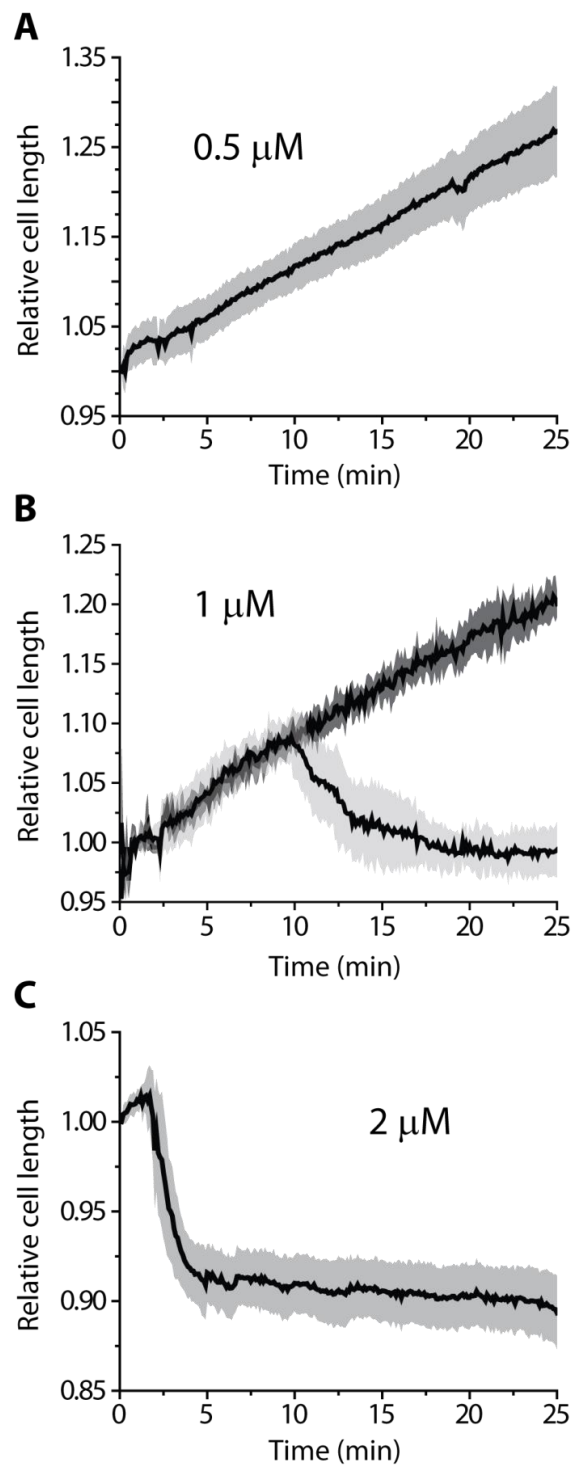 A
1.35
1.25
1.15
1.05
0.95
Relative cell length
0.5 μM
0 5 10 15 20 25
Time (min)
B
1.25
1.20
1.15
1.10
1.05
1.00
0.95
Relative cell length
1 μM
0 5 10 15 20 25
Time (min)
C
1.05
1.00
0.95
0.90
0.85
Relative cell length
2 μM
0 5 10 15 20 25
Time (min)